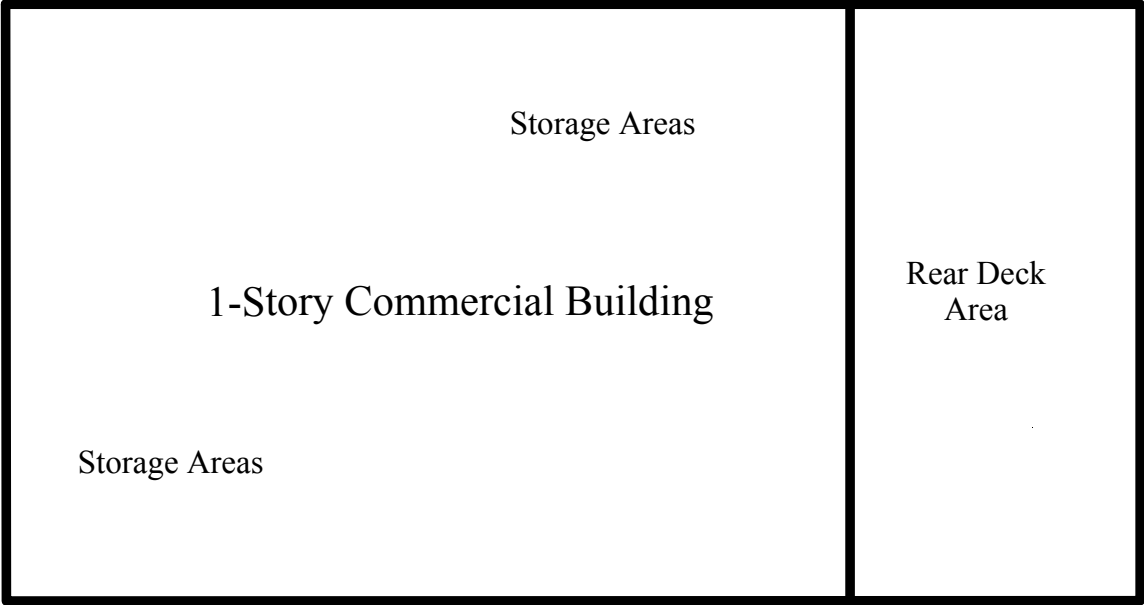 Storage Areas
1-Story Commercial Building
Rear Deck
Area
Storage Areas